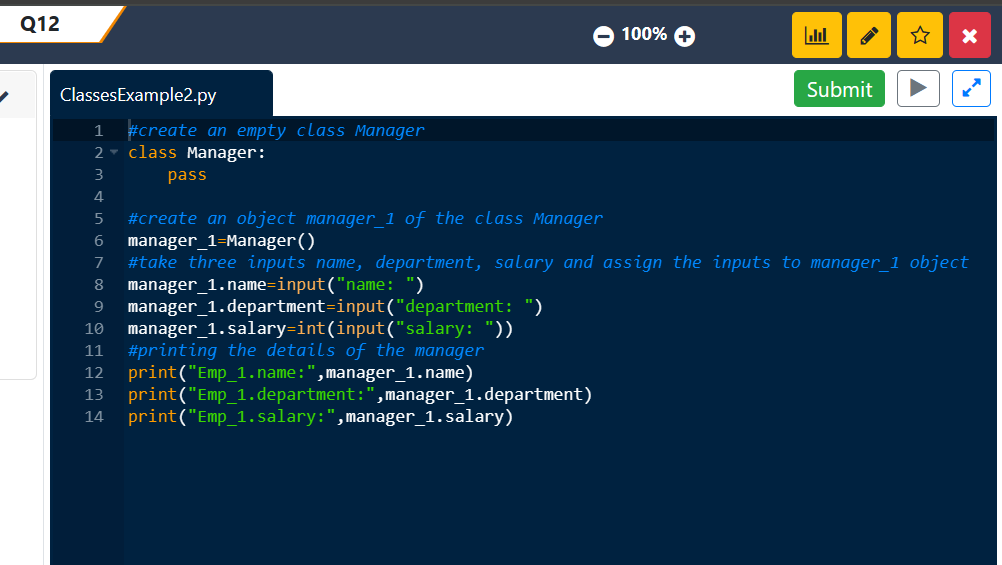 Q12
100%
ClassesExample2.py
Submit
1 #create an empty class Manager
2 class Manager:
3     pass
4
5 #create an object manager_1 of the class Manager
6 manager_1=Manager()
7 #take three inputs name, department, salary and assign the inputs to manager_1 object
8 manager_1.name=input("name: ")
9 manager_1.department=input("department: ")
10 manager_1.salary=int(input("salary: "))
11 #printing the details of the manager
12 print("Emp_1.name:",manager_1.name)
13 print("Emp_1.department:",manager_1.department)
14 print("Emp_1.salary:",manager_1.salary)